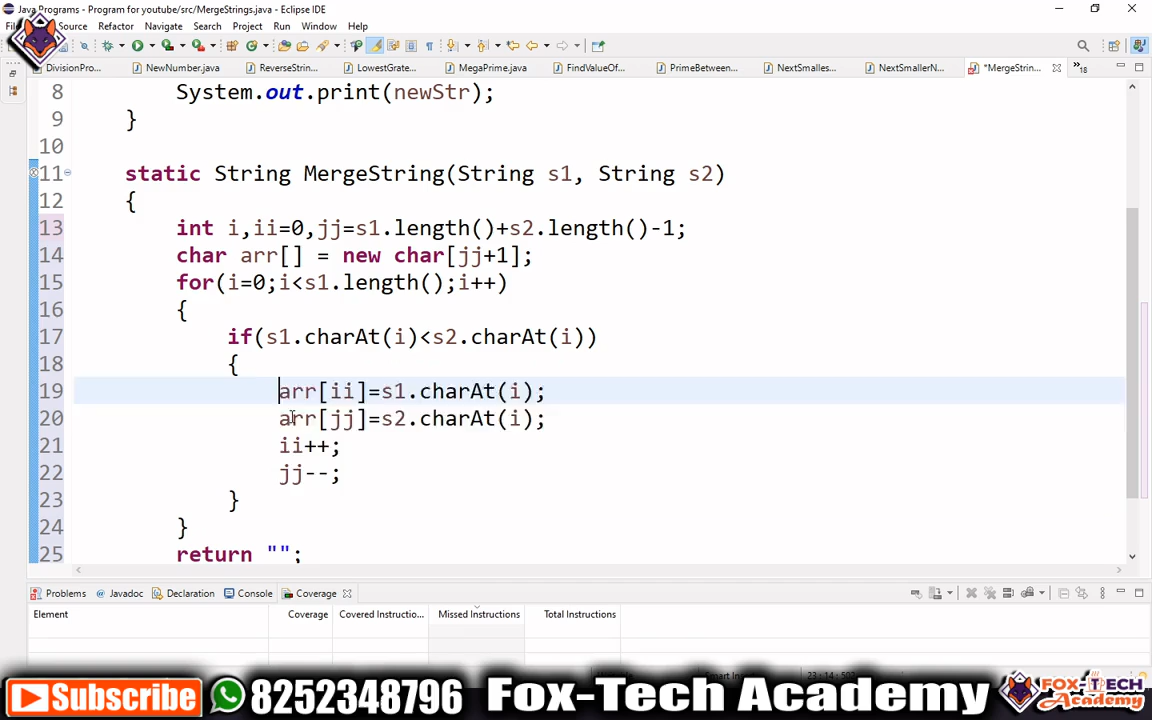 Java Programs - Program for youtube/src/MergeStrings.java - Eclipse IDE
Source Refactor Navigate Search Project Run Window Help
DivisionPro... NewNumber.java ReverseStrin... LowestGrate... MegaPrime.java FindValueOf... PrimeBetween... NextSmalles... NextSmallerN... *MergeStrin... »18
8 System.out.print(newStr);
9 }
10
11 static String MergeString(String s1, String s2)
12 {
13 int i,ii=0,jj=s1.length()+s2.length()-1;
14 char arr[] = new char[jj+1];
15 for(i=0;i<s1.length();i++)
16 {
17 if(s1.charAt(i)<s2.charAt(i))
18 {
19 arr[ii]=s1.charAt(i);
20 arr[jj]=s2.charAt(i);
21 ii++;
22 jj--;
23 }
24 }
25 return "";
Problems @ Javadoc Declaration Console Coverage
Element Coverage Covered Instructio... Missed Instructions Total Instructions
Subscribe 8252348796 Fox-Tech Academy FOX-TECH ACADEMY